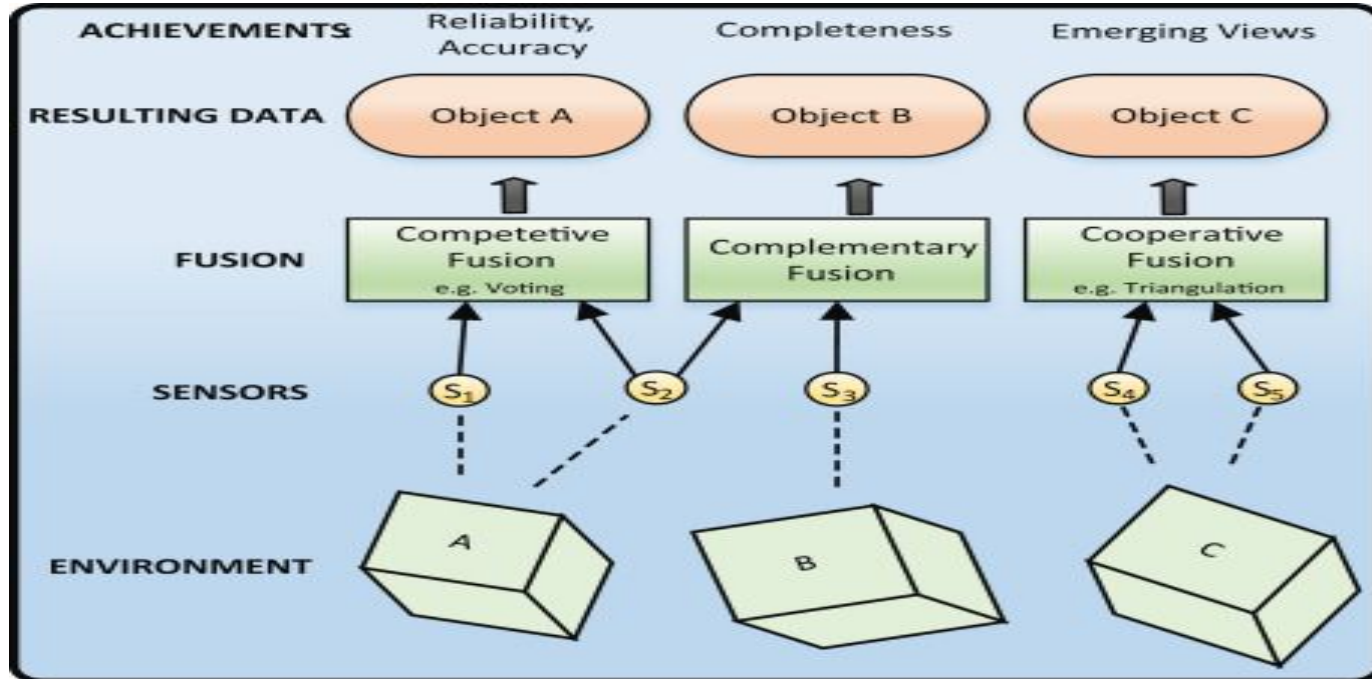 ACHIEVEMENTS:
Reliability,
Accuracy
Completeness
Emerging Views
RESULTING DATA
Object A
Object B
Object C
FUSION
Competetive
Fusion
e.g. Voting
Complementary
Fusion
Cooperative
Fusion
e.g. Triangulation
SENSORS
S₁
S₂
S₃
S₄
S₅
ENVIRONMENT
A
B
C